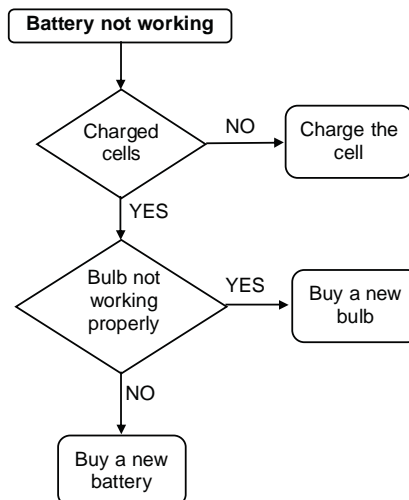 Battery not working
Charged
cells
NO
Charge the
cell
YES
Bulb not
working
properly
YES
Buy a new
bulb
NO
Buy a new
battery